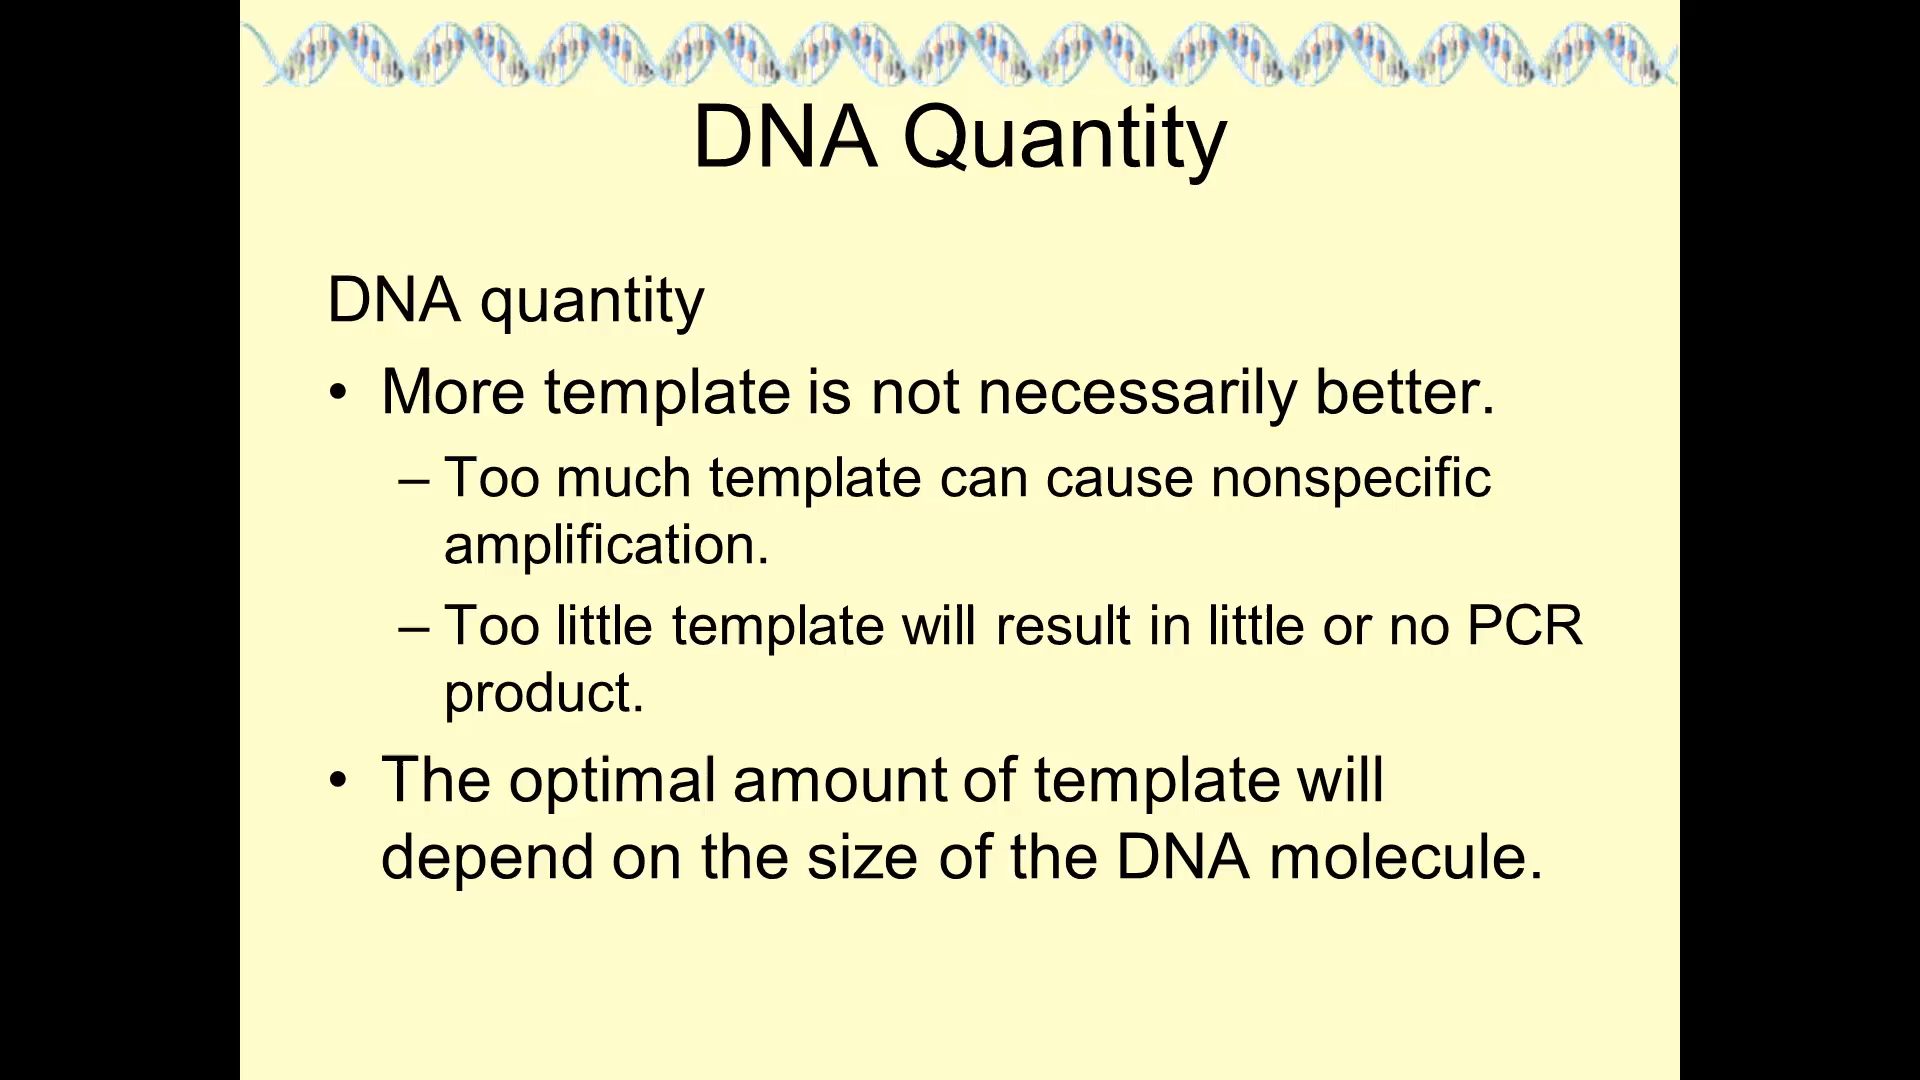 DNA Quantity
DNA quantity
• More template is not necessarily better.
– Too much template can cause nonspecific
amplification.
– Too little template will result in little or no PCR
product.
• The optimal amount of template will
depend on the size of the DNA molecule.